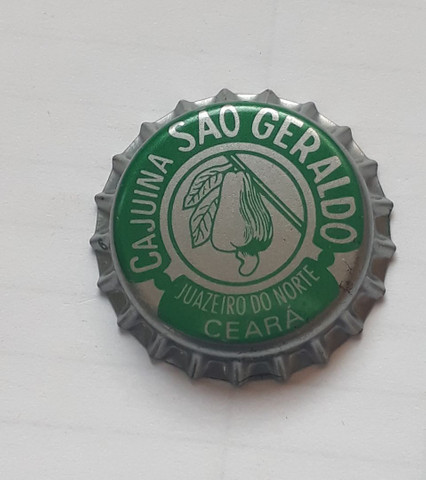 CAJUINA SAO GERALDO
JUAZEIRO DO NORTE
CEARÁ